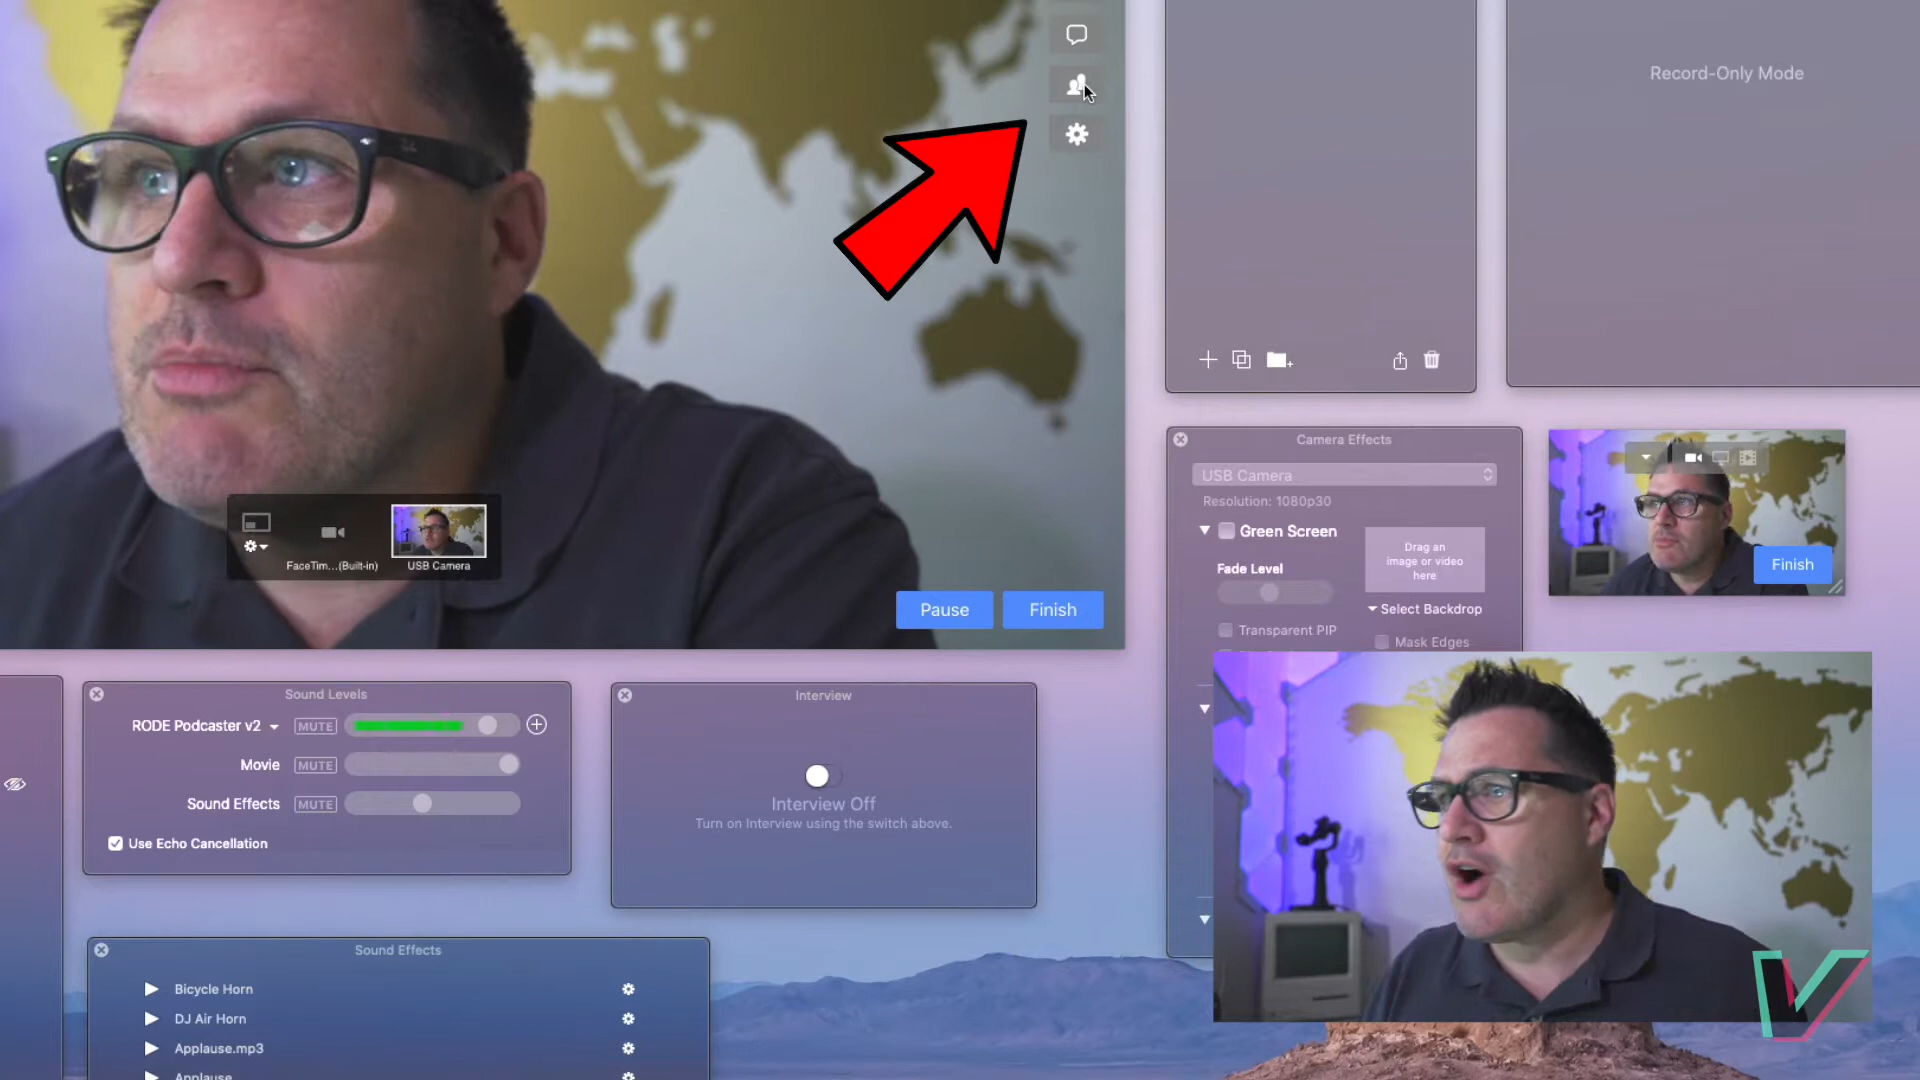 Record-Only Mode
FaceTim...(Built-in)
USB Camera
Pause
Finish
Camera Effects
USB Camera
Resolution: 1080p30
Green Screen
Fade Level
Drag an
image or video
here
Select Backdrop
Transparent PIP
Mask Edges
Finish
Sound Levels
RODE Podcaster v2
MUTE
Movie
MUTE
Sound Effects
MUTE
Use Echo Cancellation
Interview
Interview Off
Turn on Interview using the switch above.
Sound Effects
Bicycle Horn
DJ Air Horn
Applause.mp3
Applause